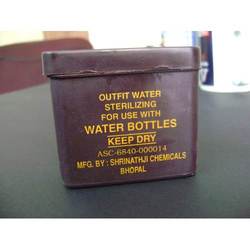 OUTFIT WATER
STERILIZING
FOR USE WITH
WATER BOTTLES
KEEP DRY
ASC-6840-000014
MFG. BY : SHRINATHJI CHEMICALS
BHOPAL